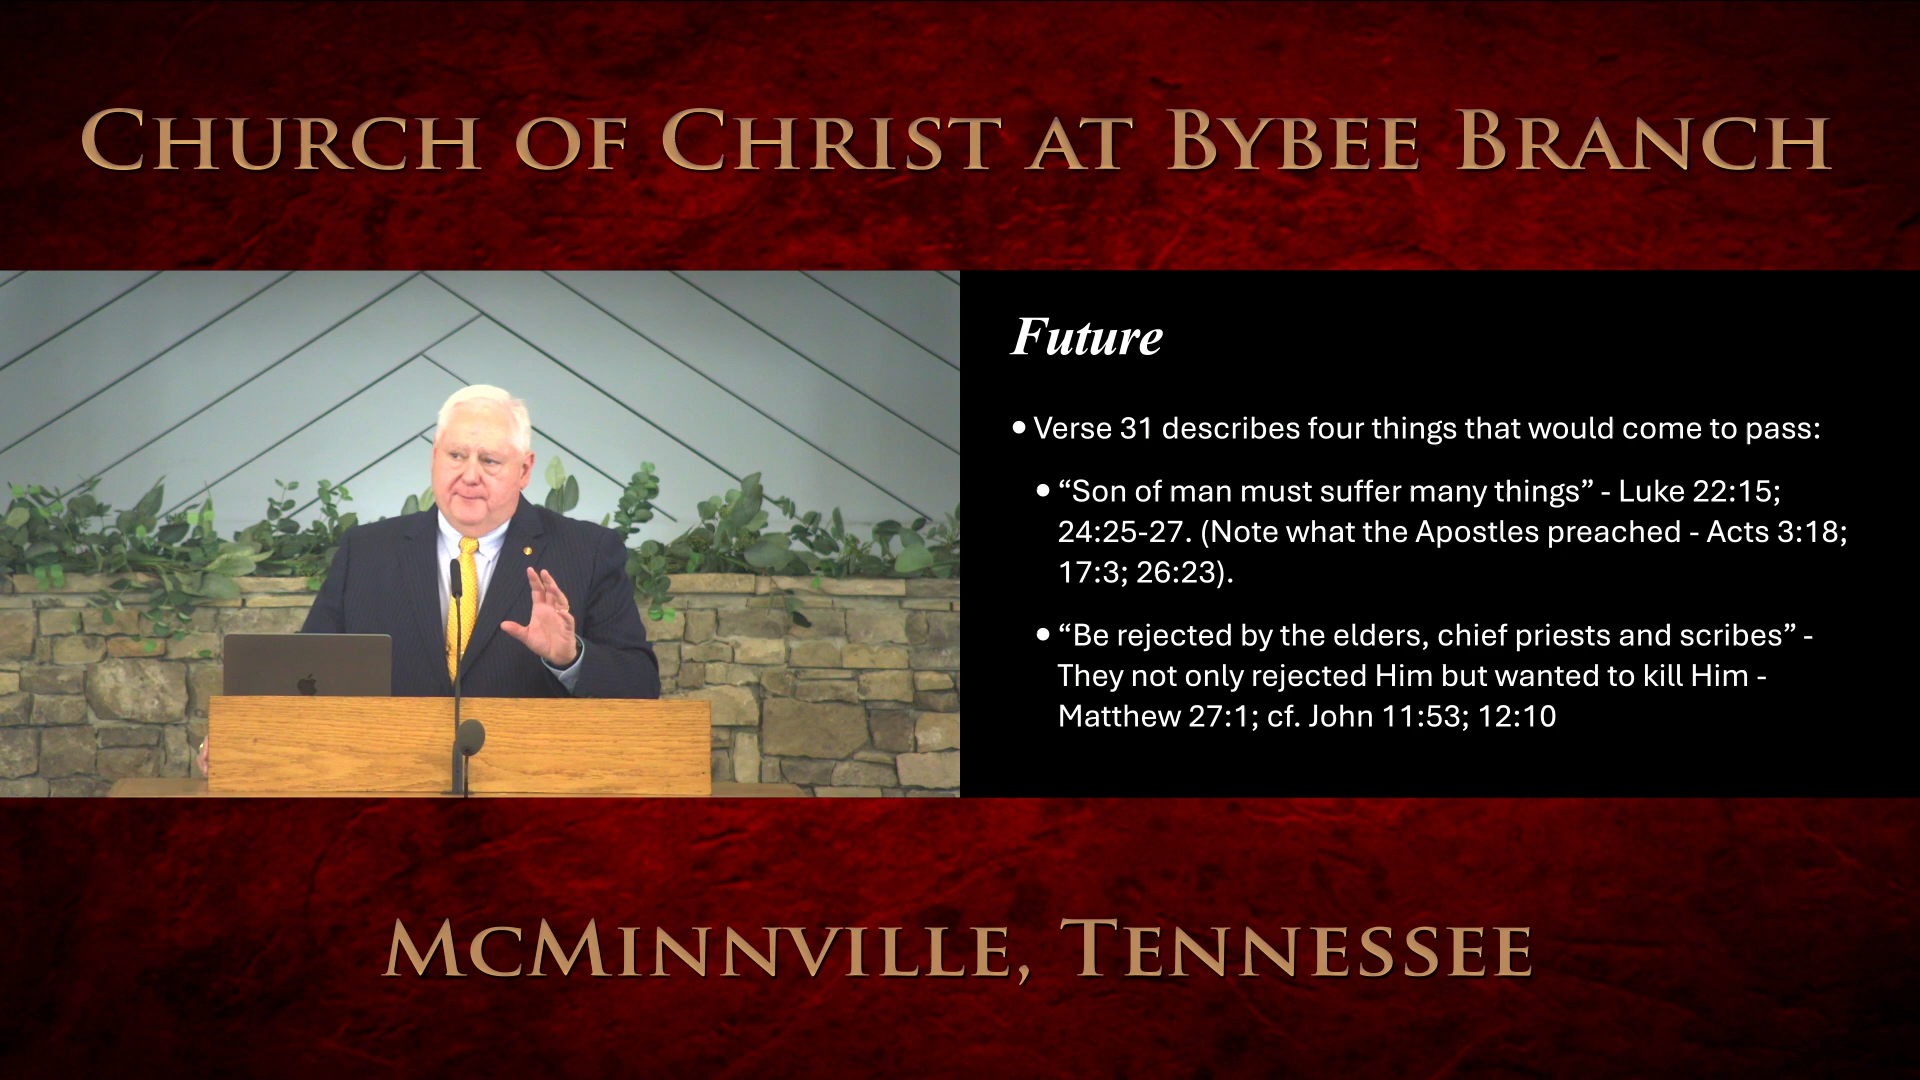 Church of Christ at Bybee Branch
Future
• Verse 31 describes four things that would come to pass:
• “Son of man must suffer many things” - Luke 22:15;
24:25-27. (Note what the Apostles preached - Acts 3:18;
17:3; 26:23).
• “Be rejected by the elders, chief priests and scribes” -
They not only rejected Him but wanted to kill Him -
Matthew 27:1; cf. John 11:53; 12:10
McMinnville, Tennessee